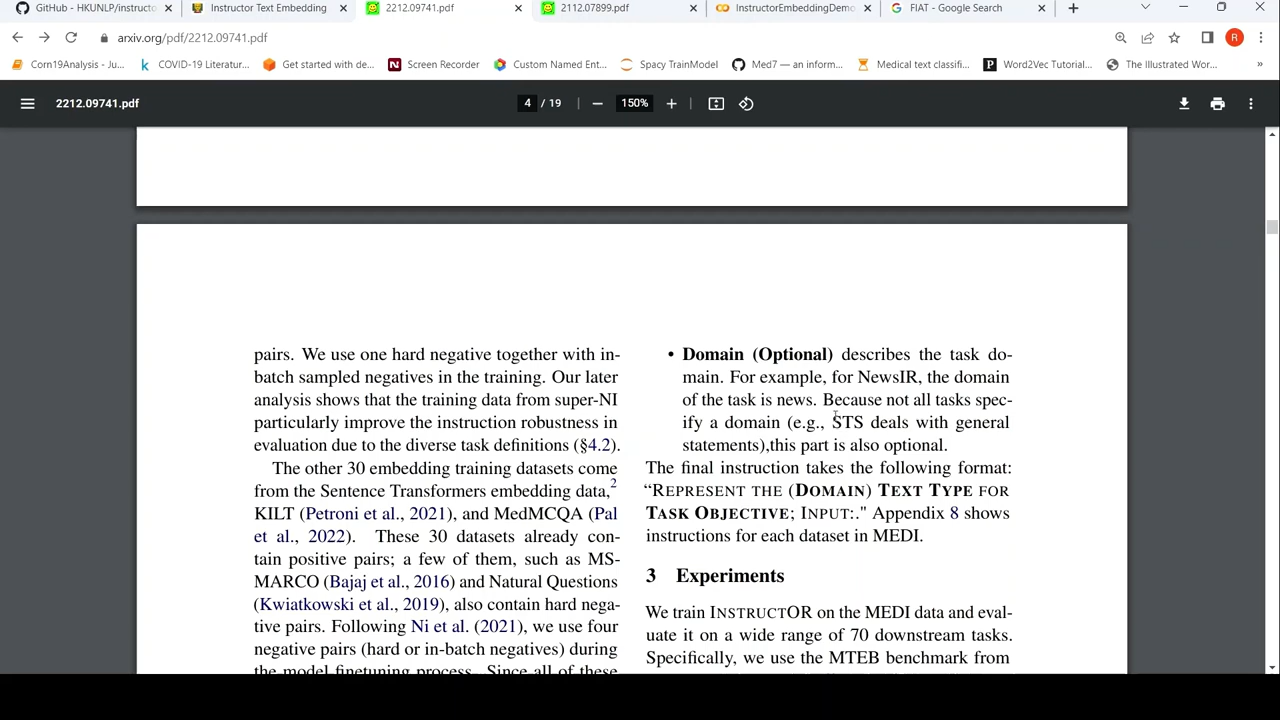 GitHub - HKUNLP/instructo
Instructor Text Embedding
2212.09741.pdf
2112.07899.pdf
InstructorEmbeddingDemo
FIAT - Google Search
arxiv.org/pdf/2212.09741.pdf
R
Corn19Analysis - Ju...
COVID-19 Literatur...
Get started with de...
Screen Recorder
Custom Named Ent...
Spacy TrainModel
Med7 — an inform...
Medical text classifi...
Word2Vec Tutorial...
The Illustrated Wor...
»
2212.09741.pdf
4 / 19
150%
pairs. We use one hard negative together with in-
batch sampled negatives in the training. Our later
analysis shows that the training data from super-NI
particularly improve the instruction robustness in
evaluation due to the diverse task definitions (§4.2).
The other 30 embedding training datasets come
from the Sentence Transformers embedding data,2
KILT (Petroni et al., 2021), and MedMCQA (Pal
et al., 2022). These 30 datasets already con-
tain positive pairs; a few of them, such as MS-
MARCO (Bajaj et al., 2016) and Natural Questions
(Kwiatkowski et al., 2019), also contain hard nega-
tive pairs. Following Ni et al. (2021), we use four
negative pairs (hard or in-batch negatives) during
the model finetuning process. Since all of these
• Domain (Optional) describes the task do-
main. For example, for NewsIR, the domain
of the task is news. Because not all tasks spec-
ify a domain (e.g., STS deals with general
statements),this part is also optional.
The final instruction takes the following format:
“REPRESENT THE (DOMAIN) TEXT TYPE FOR
TASK OBJECTIVE; INPUT:." Appendix 8 shows
instructions for each dataset in MEDI.
3 Experiments
We train INSTRUCTOR on the MEDI data and eval-
uate it on a wide range of 70 downstream tasks.
Specifically, we use the MTEB benchmark from